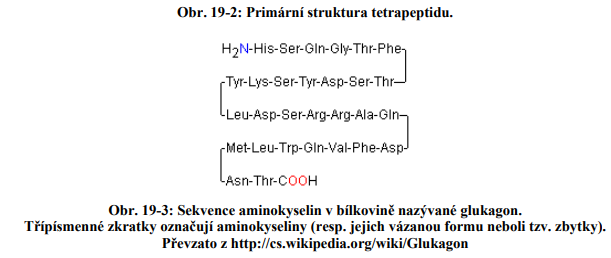 Obr. 19-2: Primární struktura tetrapeptidu.
H2N-His-Ser-Gln-Gly-Thr-Phe
Tyr-Lys-Ser-Tyr-Asp-Ser-Thr
Leu-Asp-Ser-Arg-Arg-Ala-Gln
Met-Leu-Trp-Gln-Val-Phe-Asp
Asn-Thr-COOH
Obr. 19-3: Sekvence aminokyselin v bílkovině nazývané glukagon.
Třípísmenné zkratky označují aminokyseliny (resp. jejich vázanou formu neboli tzv. zbytky).
Převzato z http://cs.wikipedia.org/wiki/Glukagon